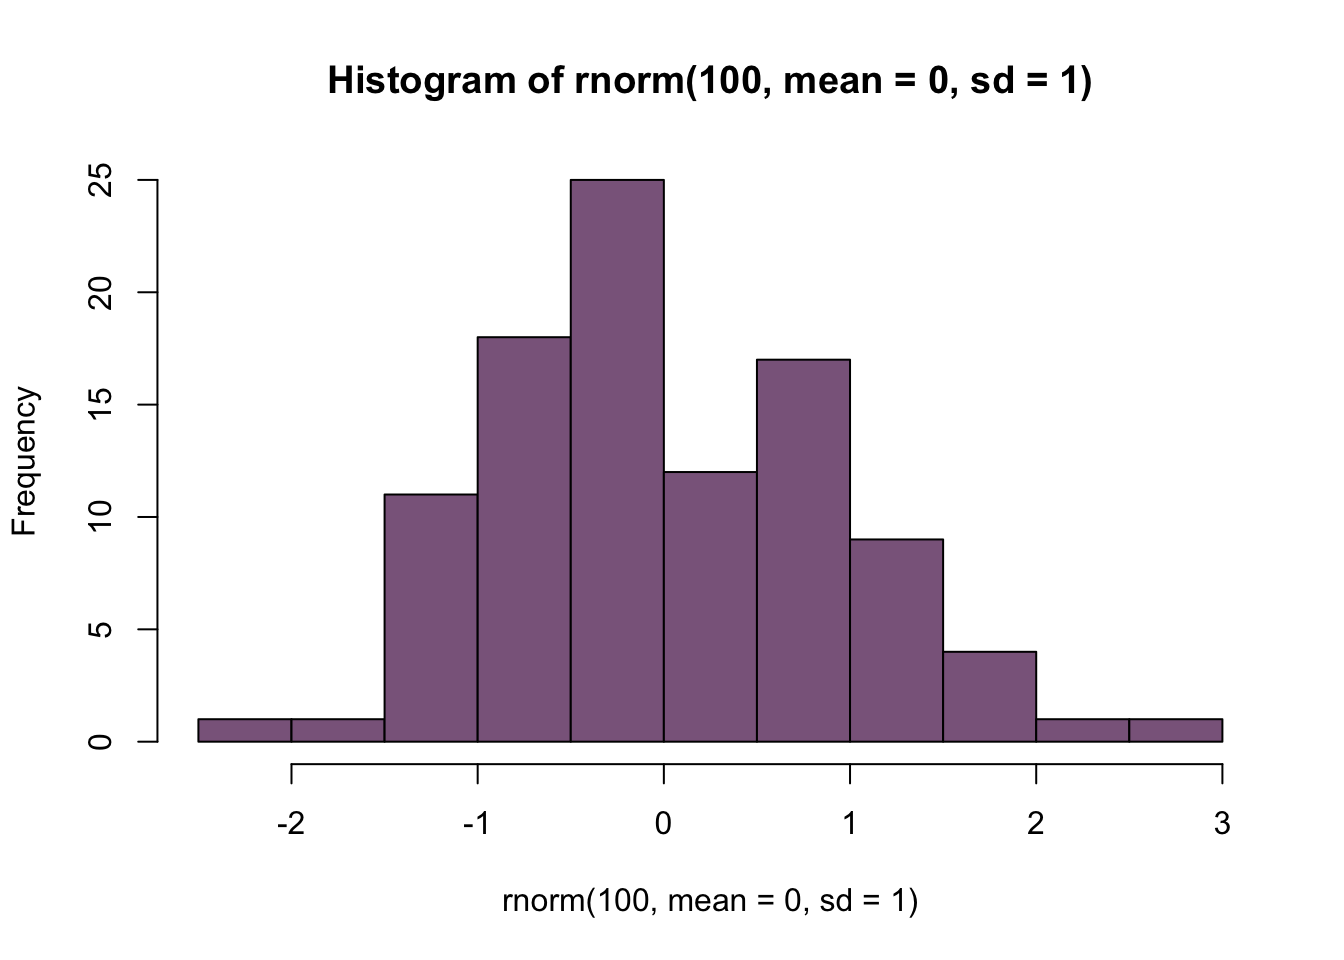 Histogram of rnorm(100, mean = 0, sd = 1)
25
20
15
10
5
0
Frequency
-2 -1 0 1 2 3
rnorm(100, mean = 0, sd = 1)